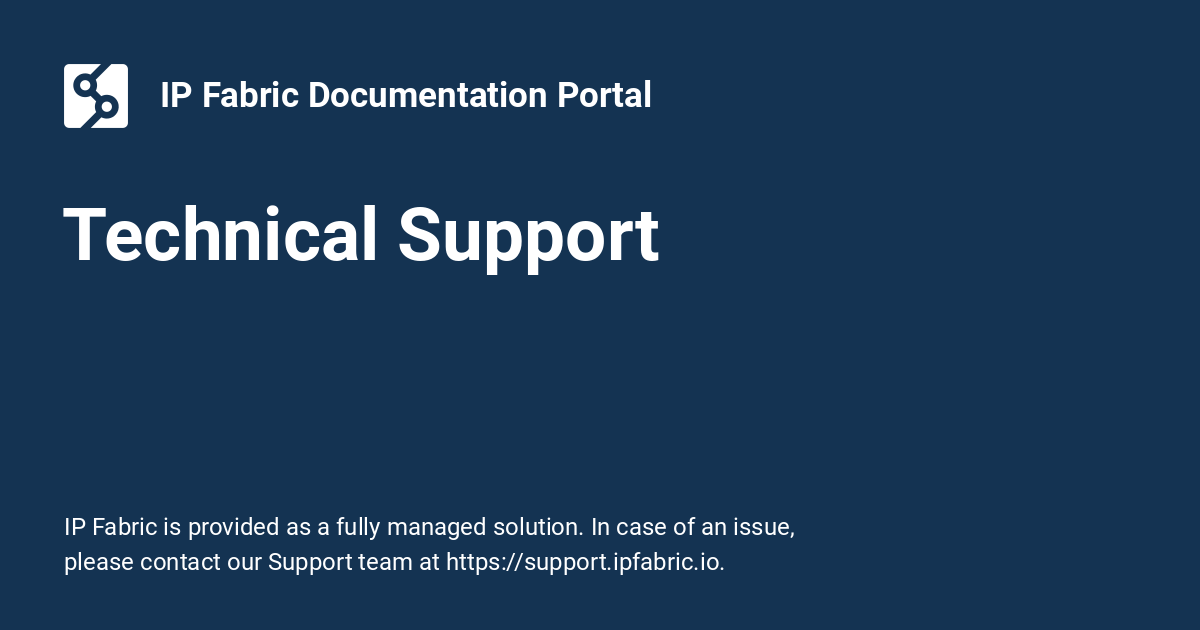 IP Fabric Documentation Portal
Technical Support
IP Fabric is provided as a fully managed solution. In case of an issue,
please contact our Support team at https://support.ipfabric.io.